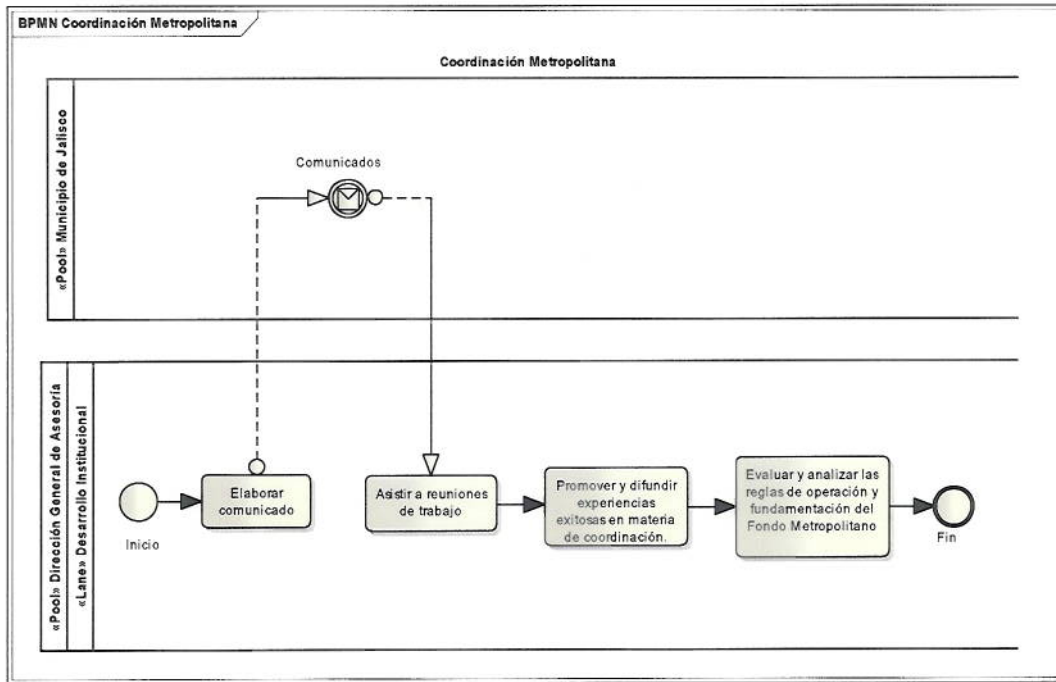 BPMN Coordinación Metropolitana
Coordinación Metropolitana
«Pool» Municipio de Jalisco
Comunicados
«Pool» Dirección General de Asesoría
«Lane» Desarrollo Institucional
Inicio
Elaborar
comunicado
Asistir a reuniones
de trabajo
Promover y difundir
experiencias
exitosas en materia
de coordinación.
Evaluar y analizar las
reglas de operación y
fundamentación del
Fondo Metropolitano
Fin